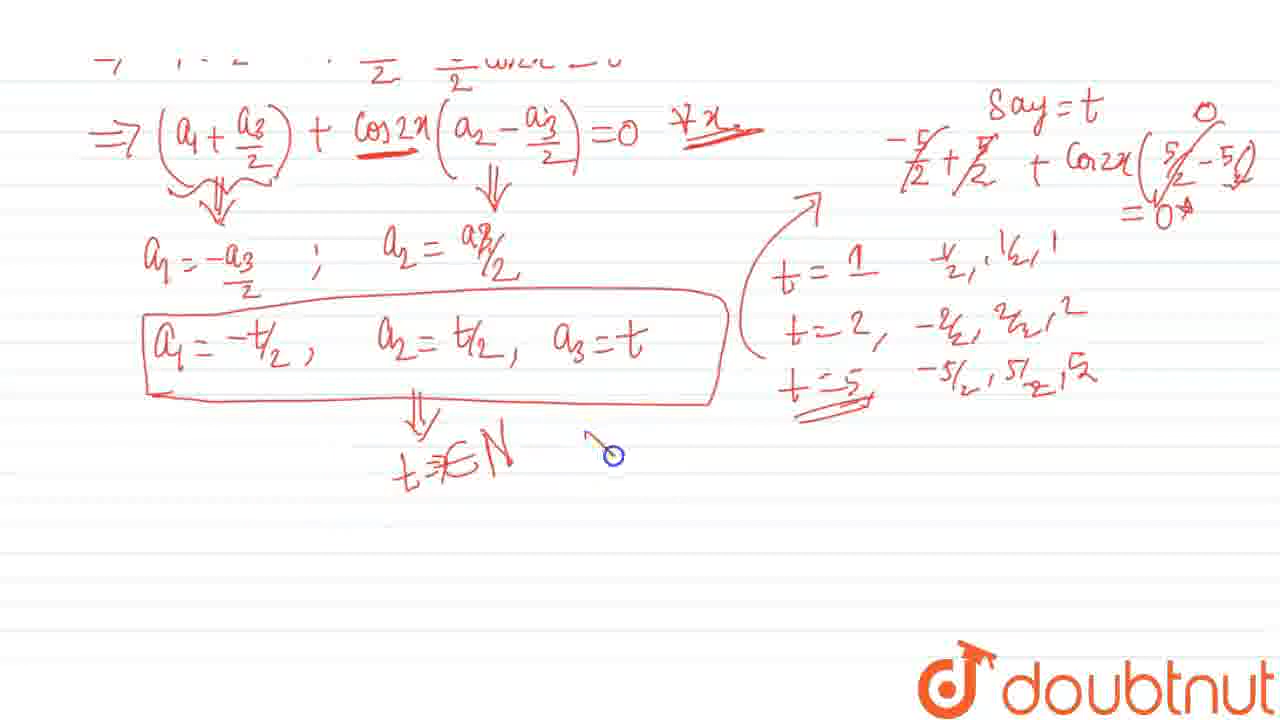 ⇒ (a₁ + a₃/2) + cos2x (a₂ - a₃/2) = 0 ∀x.
⇓ ⇓
a₁ = -a₃/2 ; a₂ = a₃/2
a₁ = -t/2 , a₂ = t/2 , a₃ = t
⇓
t ∈ N
Say = t
0
-5/2 + 5/2 + Cos2x (5/2 - 5/2)
= 0
t = 1 -1/2, 1/2, 1
t = 2, -2/2, 2/2, 2
t = 5 -5/2, 5/2, 5
doubtnut